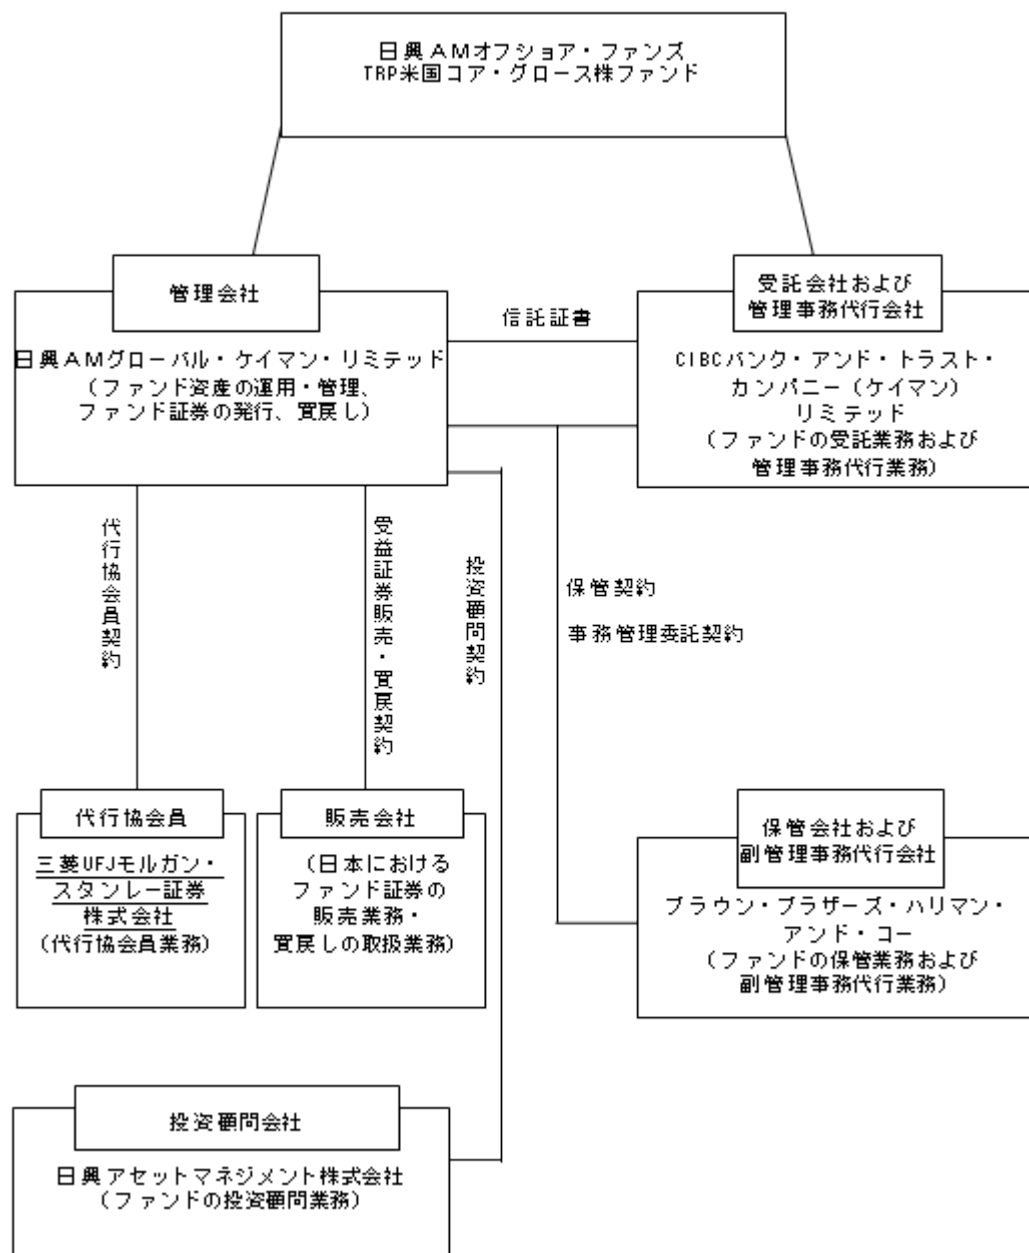 日興AMオフショア・ファンズ
TRP米国コア・グロース株ファンド
管理会社
日興AMグローバル・ケイマン・リミテッド
(ファンド資産の運用・管理、
ファンド証券の発行、買戻し)
信託証書
受託会社および
管理事務代行会社
CIBCバンク・アンド・トラスト・
カンパニー(ケイマン)
リミテッド
(ファンドの受託業務および
管理事務代行業務)
代行協会員契約
受益証券販売・買戻契約
投資顧問契約
保管契約
事務管理委託契約
代行協会員
三菱UFJモルガン・
スタンレー証券
株式会社
(代行協会員業務)
販売会社
(日本における
ファンド証券の
販売業務・
買戻しの取扱業務)
保管会社および
副管理事務代行会社
ブラウン・ブラザーズ・ハリマン・
アンド・コー
(ファンドの保管業務および
副管理事務代行業務)
投資顧問会社
日興アセットマネジメント株式会社
(ファンドの投資顧問業務)